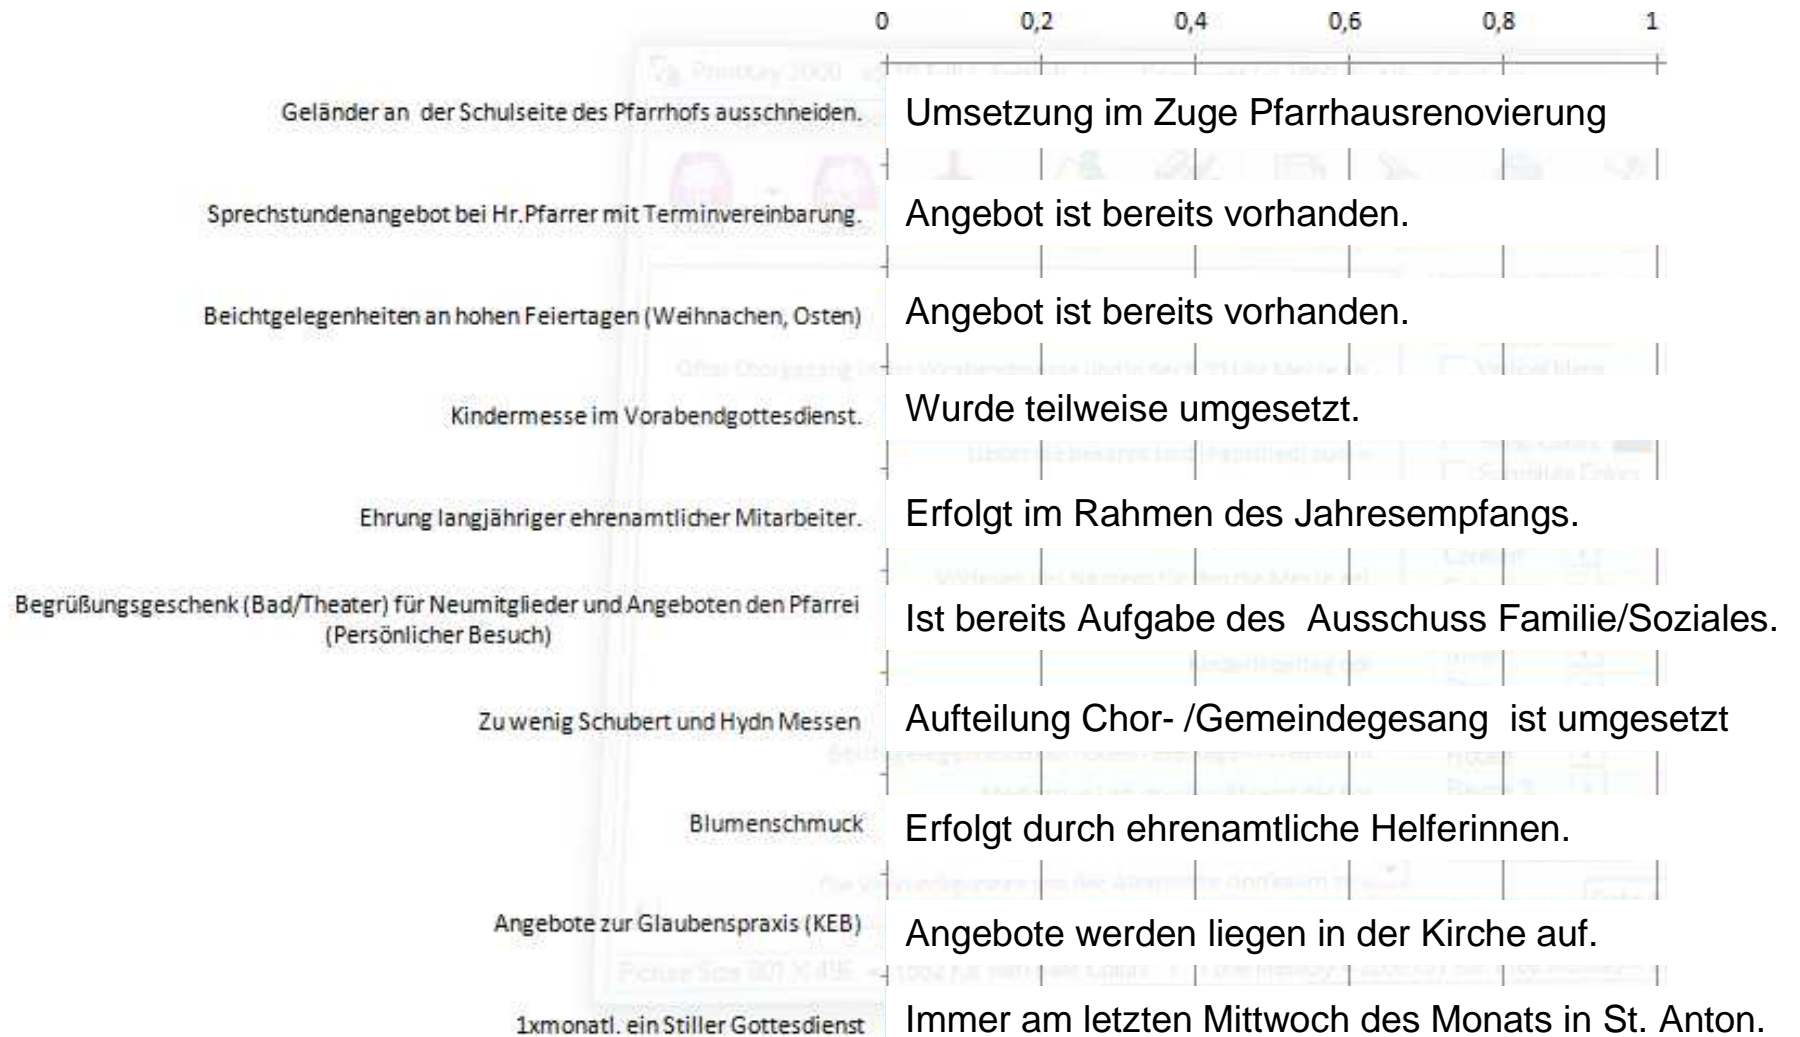 0 0,2 0,4 0,6 0,8 1
Geländer an der Schulseite des Pfarrhofs ausschneiden. Umsetzung im Zuge Pfarrhausrenovierung
Sprechstundenangebot bei Hr.Pfarrer mit Terminvereinbarung. Angebot ist bereits vorhanden.
Beichtgelegenheiten an hohen Feiertagen (Weihnachen, Osten) Angebot ist bereits vorhanden.
Kindermesse im Vorabendgottesdienst. Wurde teilweise umgesetzt.
Ehrung langjähriger ehrenamtlicher Mitarbeiter. Erfolgt im Rahmen des Jahresempfangs.
Begrüßungsgeschenk (Bad/Theater) für Neumitglieder und Angeboten den Pfarrei
(Persönlicher Besuch) Ist bereits Aufgabe des Ausschuss Familie/Soziales.
Zu wenig Schubert und Hydn Messen Aufteilung Chor- /Gemeindegesang ist umgesetzt
Blumenschmuck Erfolgt durch ehrenamtliche Helferinnen.
Angebote zur Glaubenspraxis (KEB) Angebote werden liegen in der Kirche auf.
1xmonatl. ein Stiller Gottesdienst Immer am letzten Mittwoch des Monats in St. Anton.